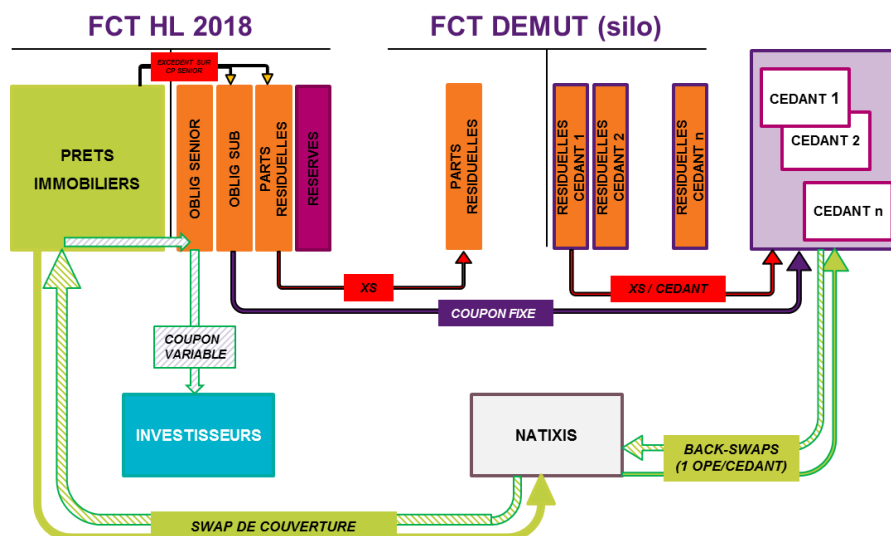 FCT HL 2018
FCT DEMUT (silo)
EXCEDENT SUR
CP SENIOR
PRETS
IMMOBILIERS
OBLIG SENIOR
OBLIG SUB
PARTS
RESIDUELLES
RESERVES
PARTS
RESIDUELLES
RESIDUELLES
CEDANT 1
RESIDUELLES
CEDANT 2
RESIDUELLES
CEDANT n
CEDANT 1
CEDANT 2
CEDANT n
XS
XS/ CEDANT
COUPON FIXE
COUPON
VARIABLE
INVESTISSEURS
NATIXIS
BACK-SWAPS
(1 OPE/CEDANT)
SWAP DE COUVERTURE